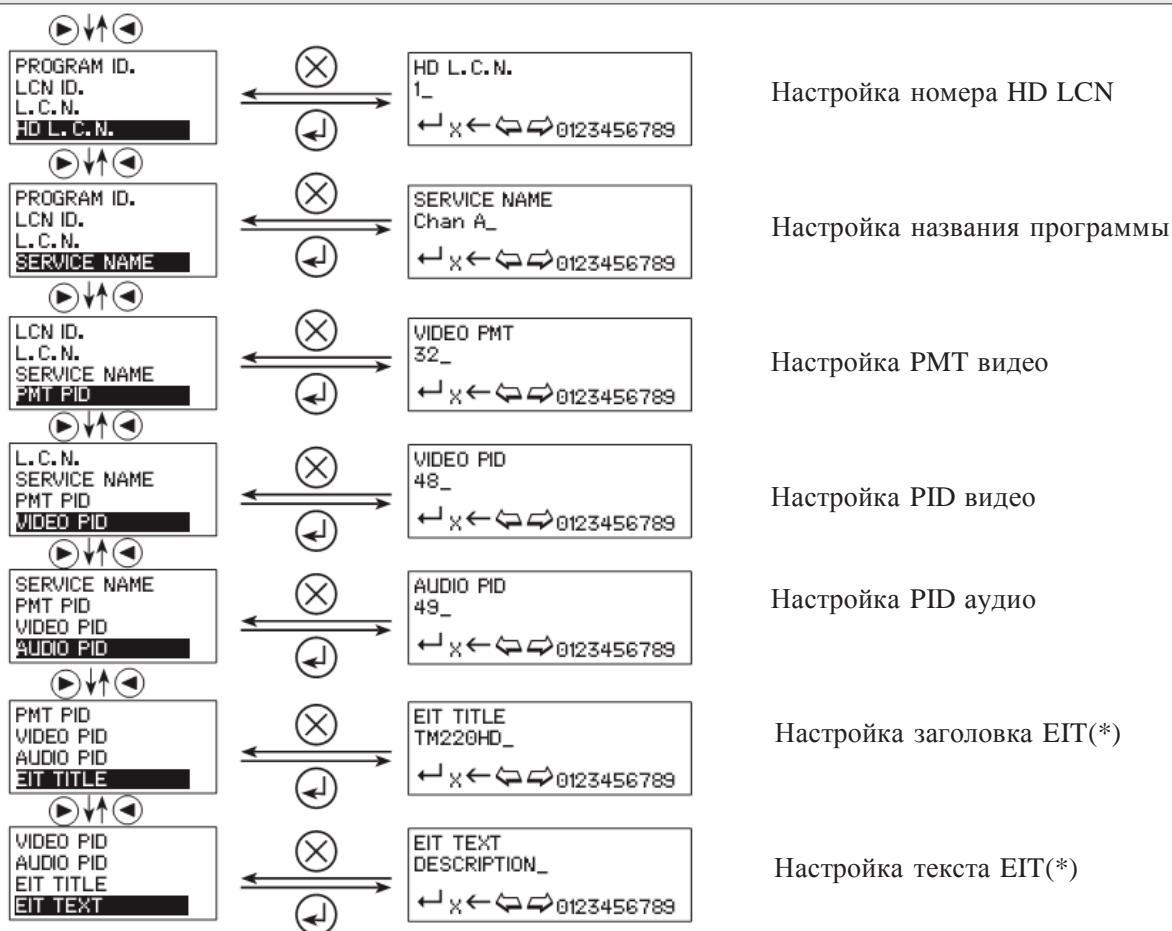 PROGRAM ID.
LCN ID.
L.C.N.
HD L.C.N.
HD L.C.N.
1_
0123456789
Настройка номера HD LCN
PROGRAM ID.
LCN ID.
L.C.N.
SERVICE NAME
SERVICE NAME
Chan A_
0123456789
Настройка названия программы
LCN ID.
L.C.N.
SERVICE NAME
PMT PID
VIDEO PMT
32_
0123456789
Настройка PMT видео
L.C.N.
SERVICE NAME
PMT PID
VIDEO PID
VIDEO PID
48_
0123456789
Настройка PID видео
SERVICE NAME
PMT PID
VIDEO PID
AUDIO PID
AUDIO PID
49_
0123456789
Настройка PID аудио
PMT PID
VIDEO PID
AUDIO PID
EIT TITLE
EIT TITLE
TM220HD_
0123456789
Настройка заголовка EIT(*)
VIDEO PID
AUDIO PID
EIT TITLE
EIT TEXT
EIT TEXT
DESCRIPTION_
0123456789
Настройка текста EIT(*)